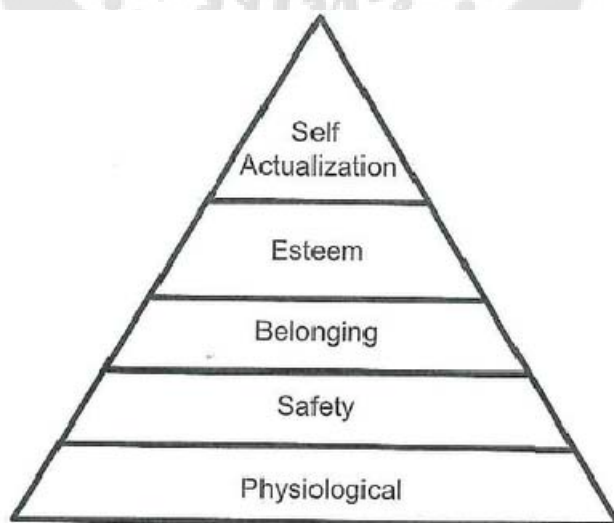 Self
Actualization
Esteem
Belonging
Safety
Physiological